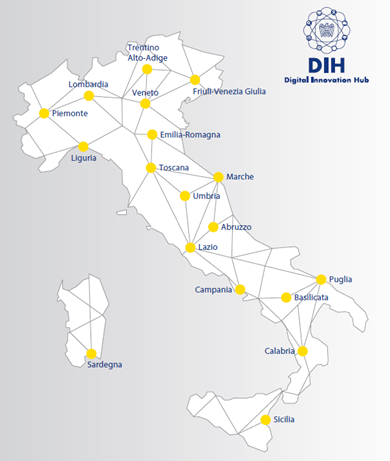 DIH
Digital Innovation Hub
Trentino
Alto-Adige
Lombardia
Veneto
Friuli-Venezia Giulia
Piemonte
Emilia-Romagna
Liguria
Toscana
Marche
Umbria
Abruzzo
Lazio
Puglia
Campania
Basilicata
Calabria
Sardegna
Sicilia